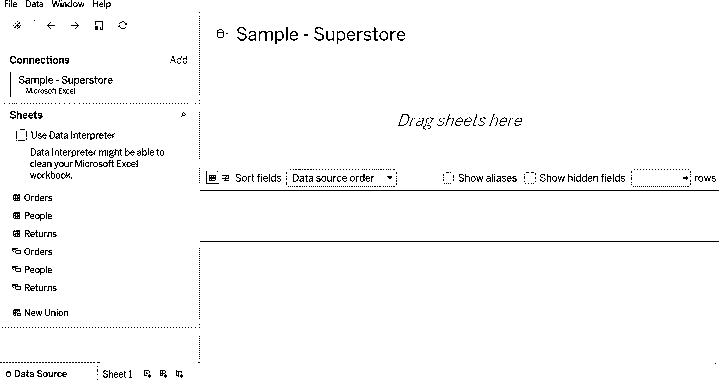 File Data Window Help
Connections Add
Sample - Superstore
Microsoft Excel
Sheets
Use Data Interpreter
Data Interpreter might be able to
clean your Microsoft Excel
workbook.
Orders
People
Returns
Orders
People
Returns
New Union
Sample - Superstore
Drag sheets here
Sort fields Data source order Show aliases Show hidden fields rows
Data Source Sheet 1